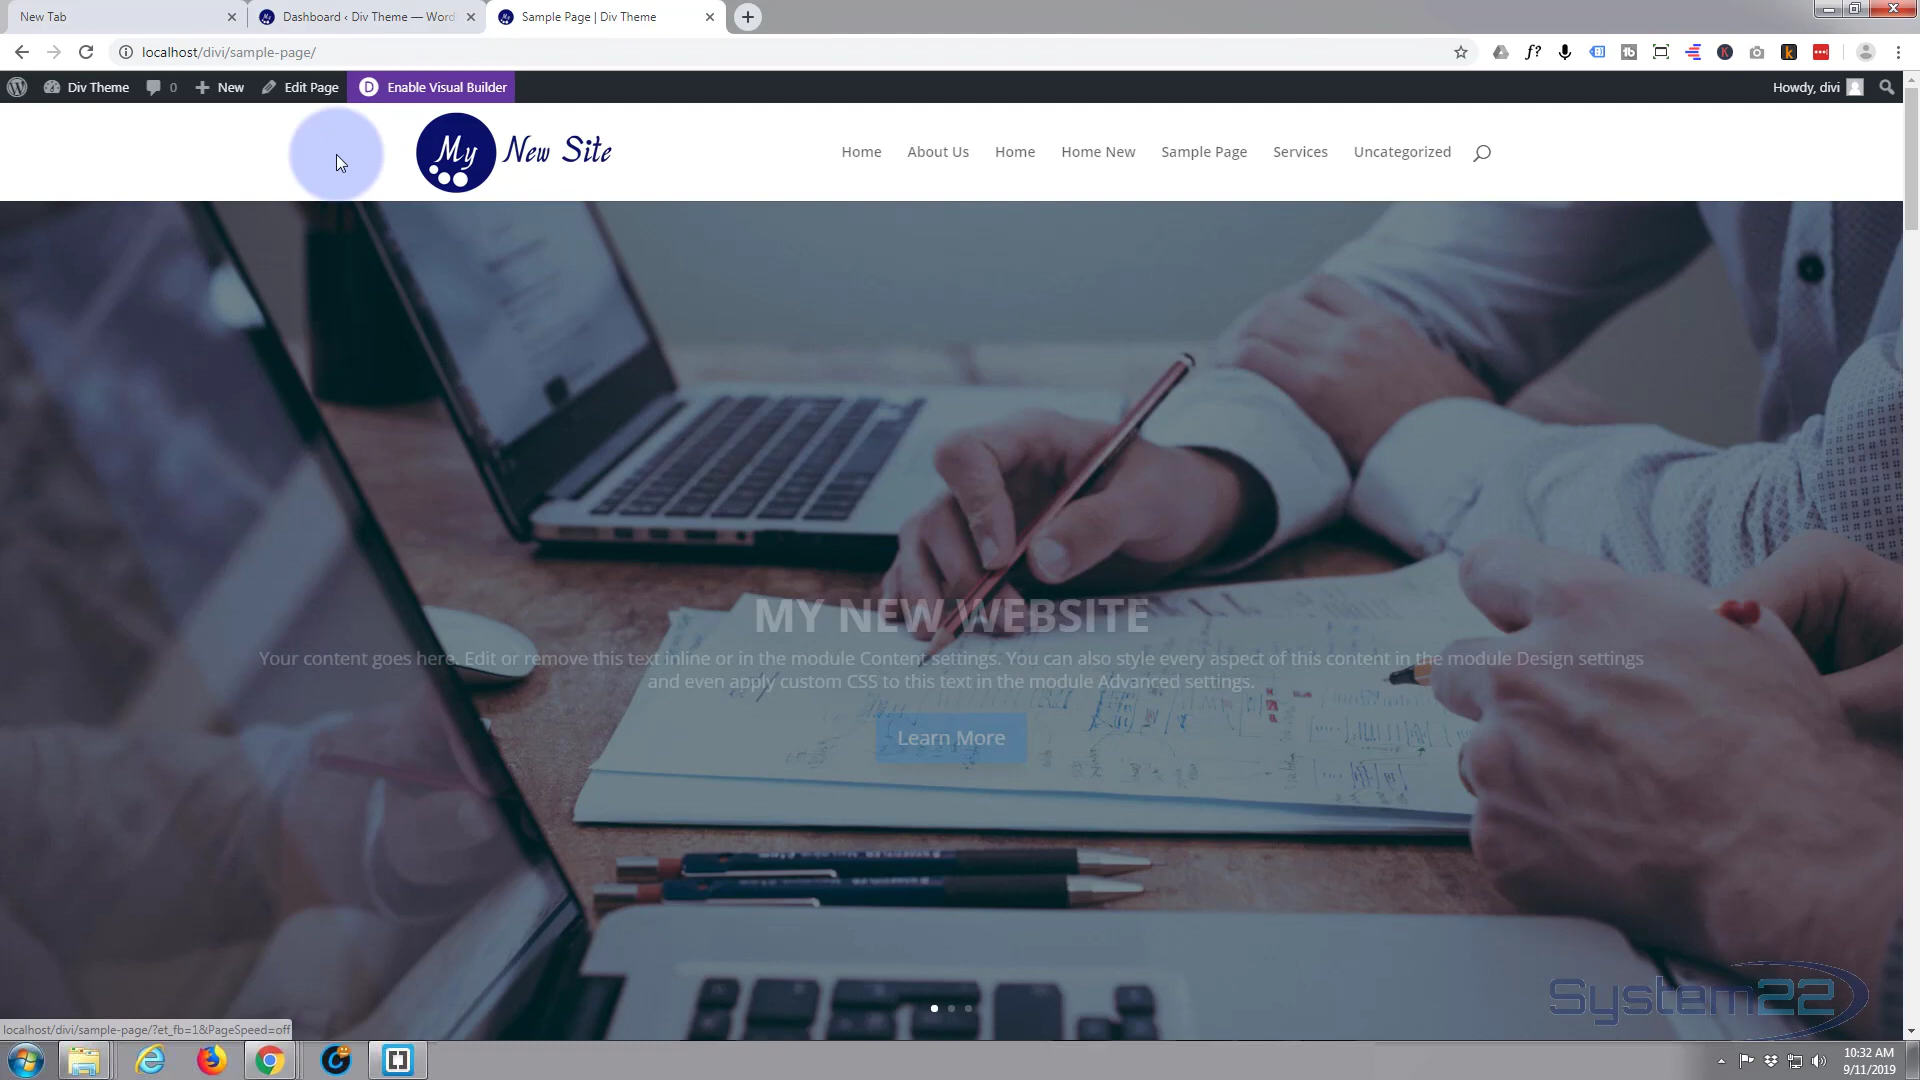 New Tab
Dashboard ‹ Div Theme — Word
Sample Page | Div Theme
localhost/divi/sample-page/
Div Theme
0
New
Edit Page
D
Enable Visual Builder
Howdy, divi
My New Site
Home
About Us
Home
Home New
Sample Page
Services
Uncategorized
MY NEW WEBSITE
Your content goes here. Edit or remove this text inline or in the module Content settings. You can also style every aspect of this content in the module Design settings
and even apply custom CSS to this text in the module Advanced settings.
Learn More
System22
localhost/divi/sample-page/?et_fb=1&PageSpeed=off
10:32 AM
9/11/2019